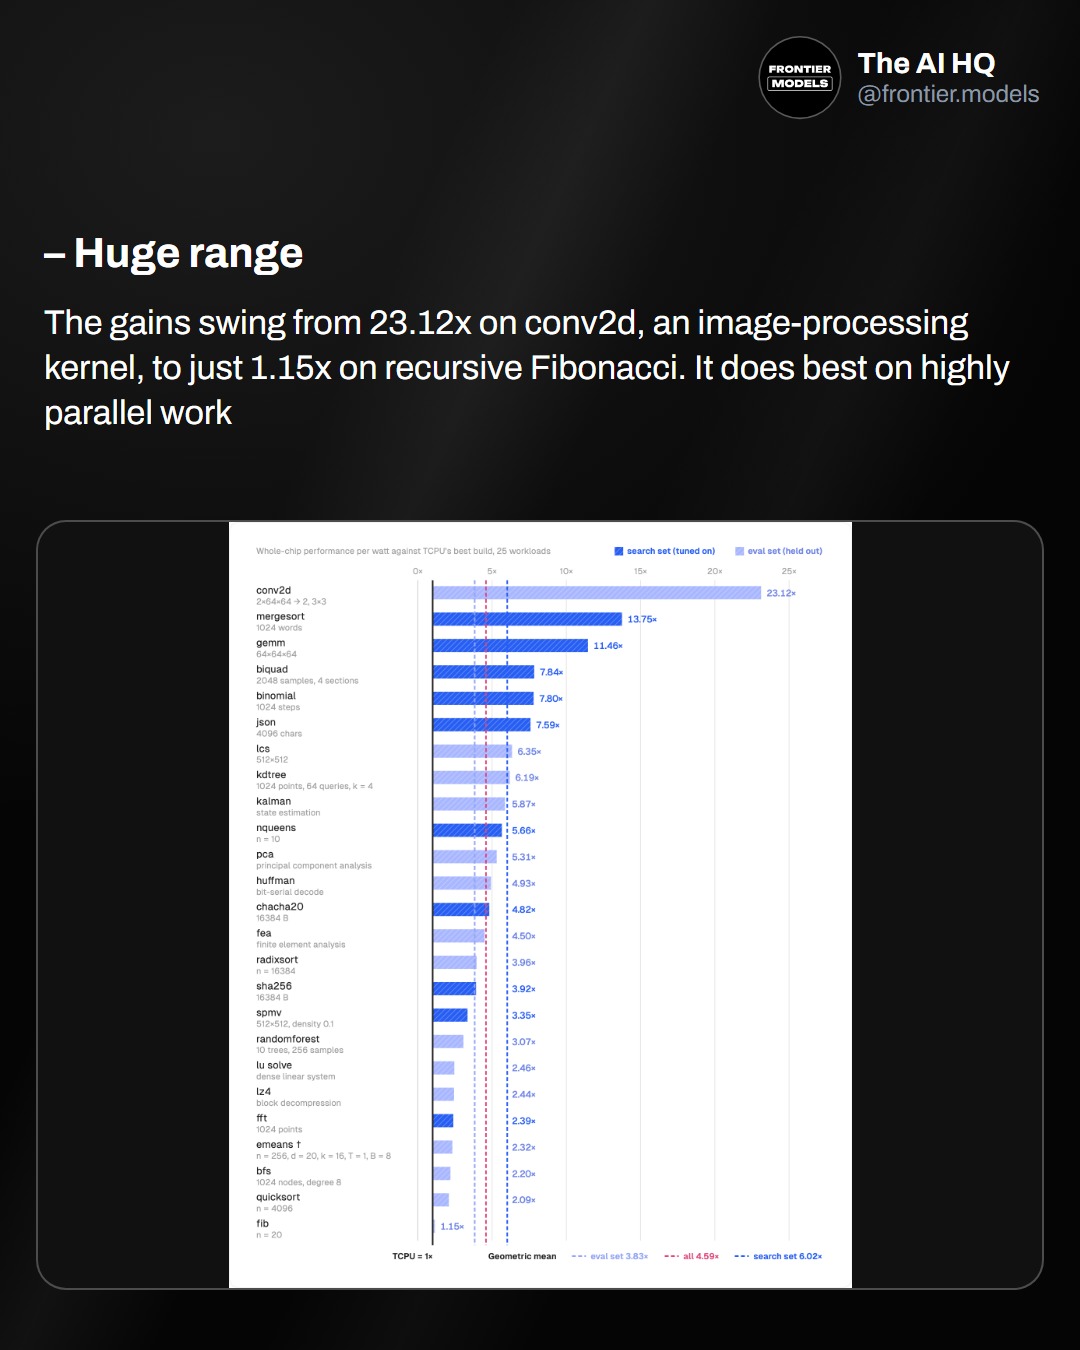 FRONTIER
MODELS
The AI HQ
@frontier.models
– Huge range
The gains swing from 23.12x on conv2d, an image-processing
kernel, to just 1.15x on recursive Fibonacci. It does best on highly
parallel work
Whole-chip performance per watt against TCPU's best build, 25 workloads
search set (tuned on)
eval set (held out)
0× 5× 10× 15× 20× 25×
conv2d
2×64×64 → 2, 3×3
23.12×
mergesort
1024 words
13.75×
gemm
64×64×64
11.46×
biquad
2048 samples, 4 sections
7.84×
binomial
1024 steps
7.80×
json
4096 chars
7.59×
lcs
512×512
6.35×
kdtree
1024 points, 64 queries, k = 4
6.19×
kalman
state estimation
5.87×
nqueens
n = 10
5.66×
pca
principal component analysis
5.31×
huffman
bit-serial decode
4.93×
chacha20
16384 B
4.82×
fea
finite element analysis
4.50×
radixsort
n = 16384
3.96×
sha256
16384 B
3.92×
spmv
512×512, density 0.1
3.35×
randomforest
10 trees, 256 samples
3.07×
lu solve
dense linear system
2.46×
lz4
block decompression
2.44×
fft
1024 points
2.39×
emeans †
n = 256, d = 20, k = 16, T = 1, B = 8
2.32×
bfs
1024 nodes, degree 8
2.20×
quicksort
n = 4096
2.09×
fib
n = 20
1.15×
TCPU = 1×
Geometric mean
eval set 3.83×
all 4.59×
search set 6.02×